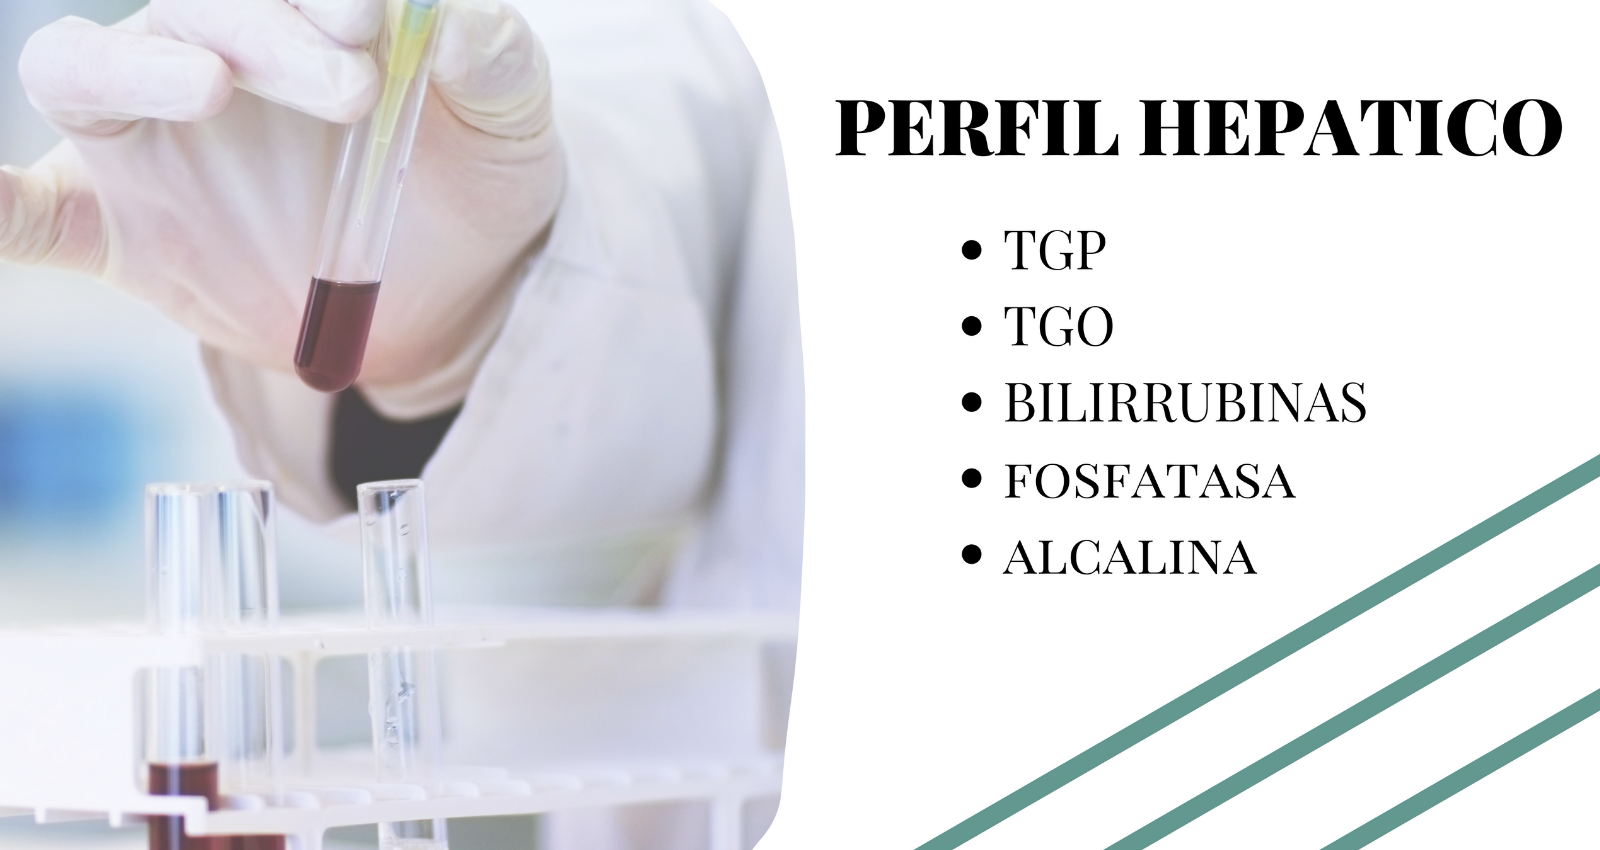 PERFIL HEPATICO
• TGP
• TGO
• BILIRRUBINAS
• FOSFATASA
• ALCALINA